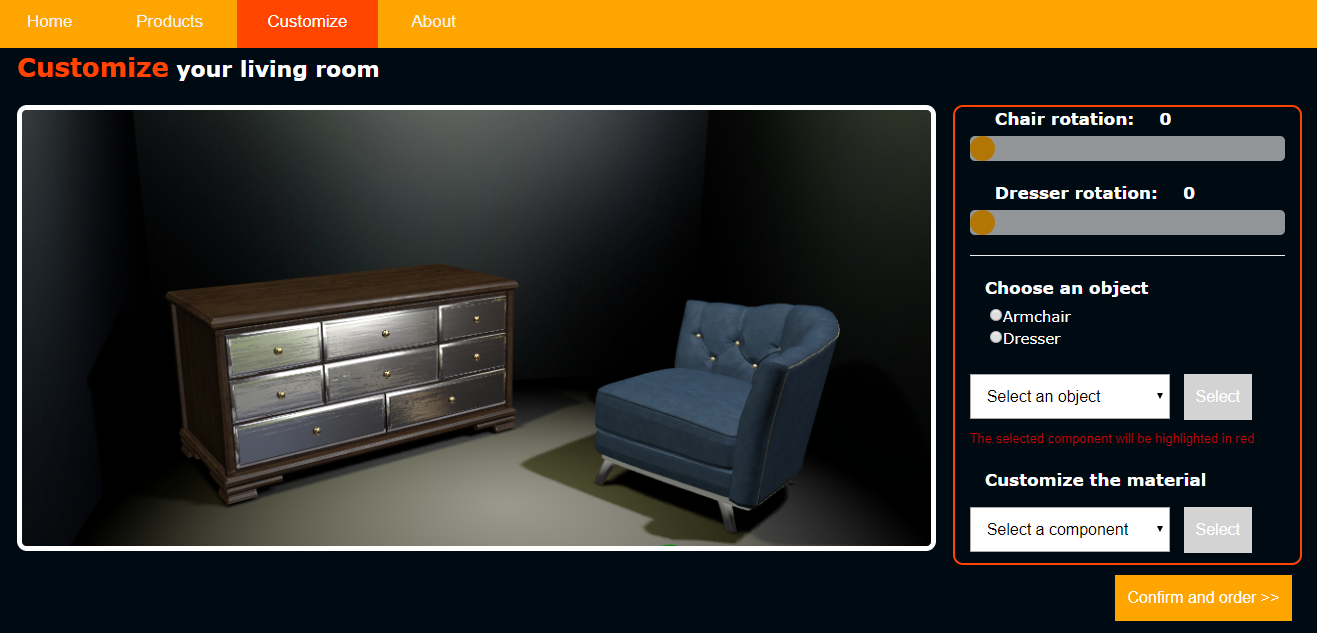 Home Products Customize About
Customize your living room
Chair rotation: 0
Dresser rotation: 0
Choose an object
Armchair
Dresser
Select an object Select
The selected component will be highlighted in red
Customize the material
Select a component Select
Confirm and order >>